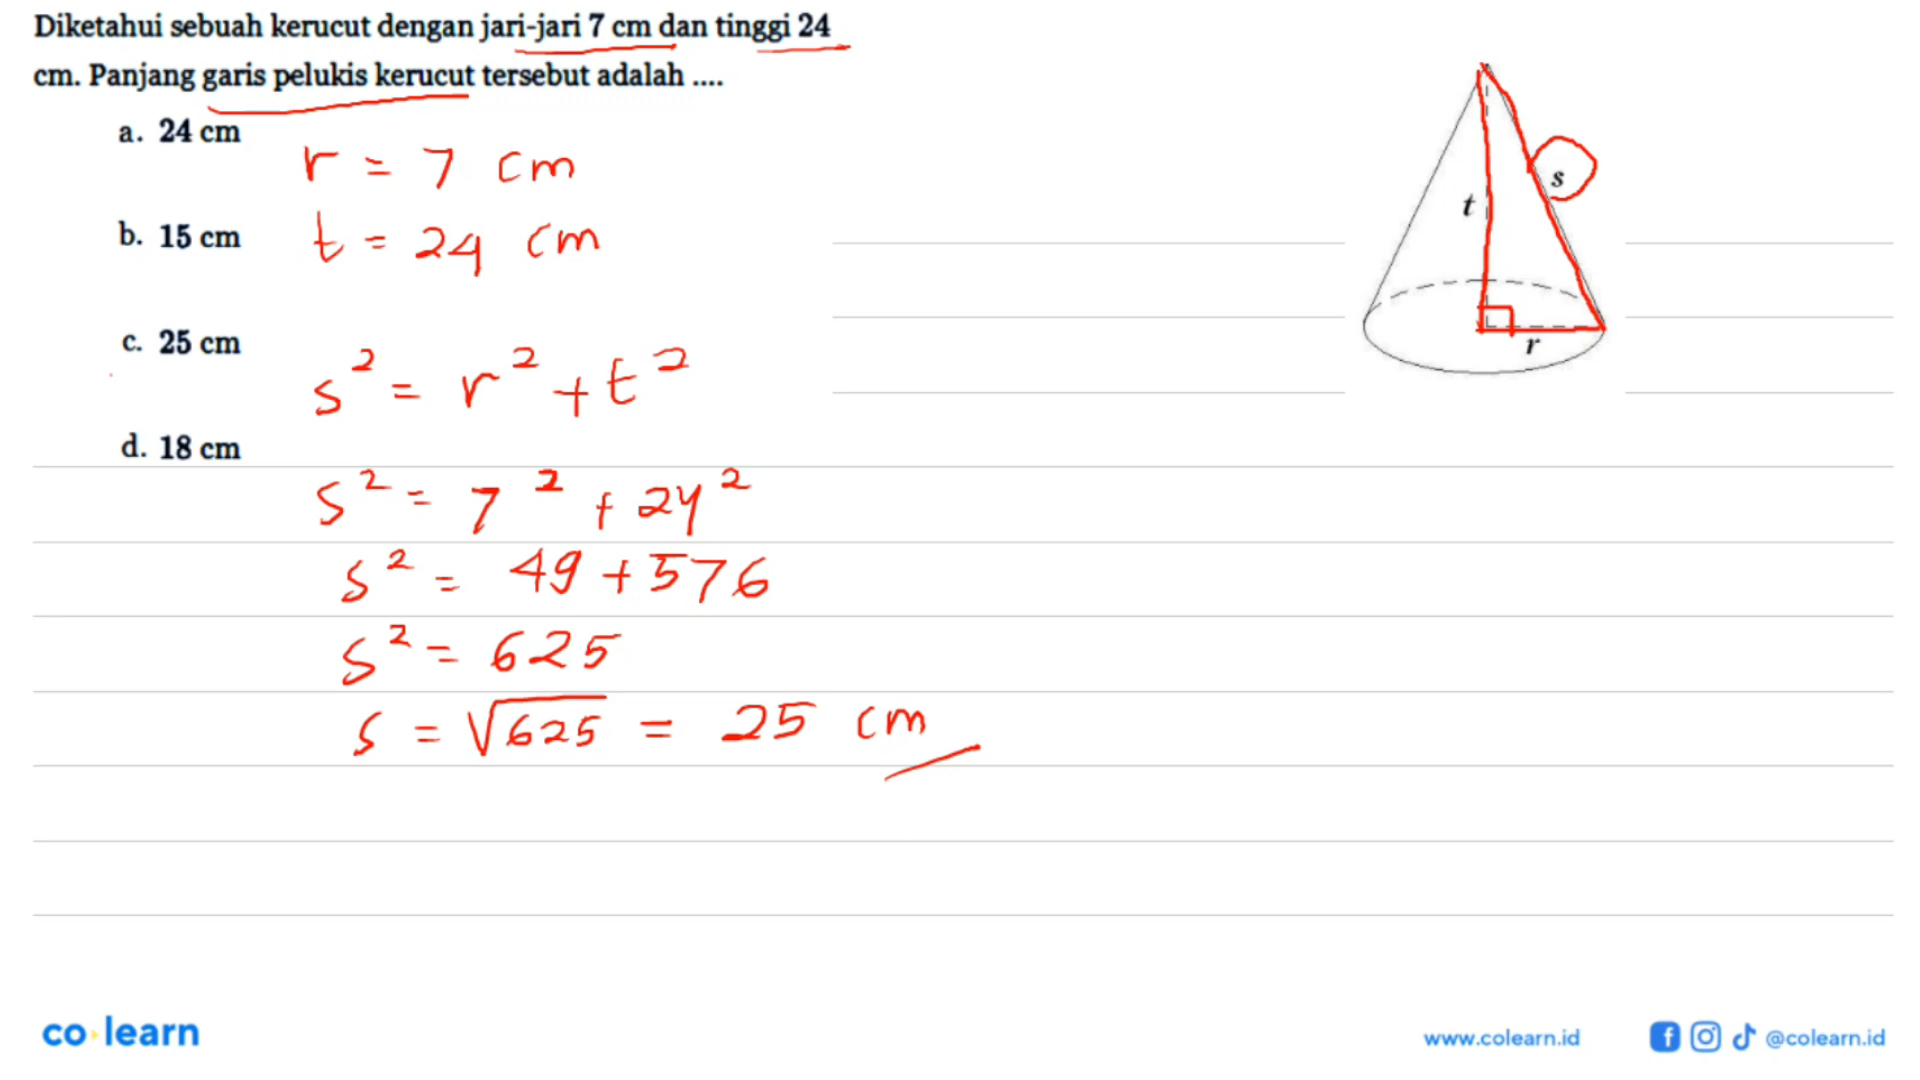 Diketahui sebuah kerucut dengan jari-jari 7 cm dan tinggi 24
cm. Panjang garis pelukis kerucut tersebut adalah ....
a. 24 cm
r = 7 cm
b. 15 cm
t = 24 cm
c. 25 cm
s² = r² + t²
d. 18 cm
s² = 7² + 24²
s² = 49 + 576
s² = 625
s = √625 = 25 cm
t
s
r
co learn
www.colearn.id
@colearn.id